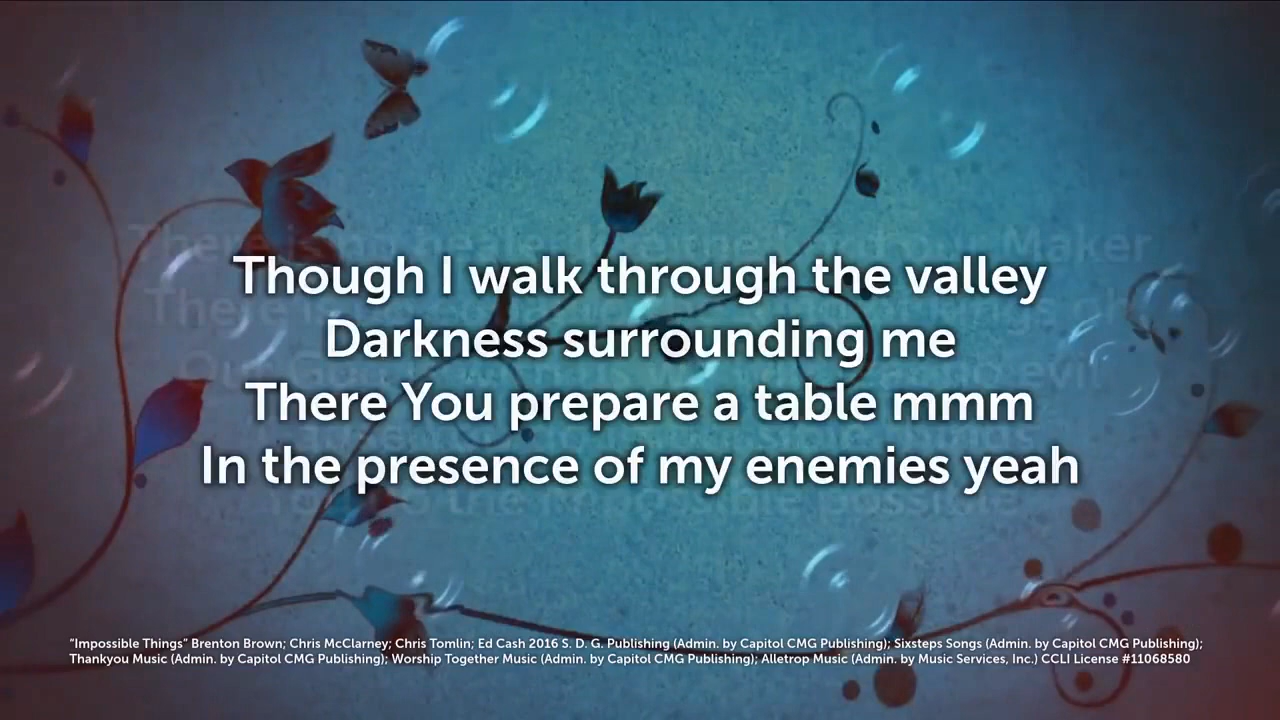 Though I walk through the valley
Darkness surrounding me
There You prepare a table mmm
In the presence of my enemies yeah
"Impossible Things" Brenton Brown; Chris McClarney; Chris Tomlin; Ed Cash 2016 S. D. G. Publishing (Admin. by Capitol CMG Publishing); Sixsteps Songs (Admin. by Capitol CMG Publishing);
Thankyou Music (Admin. by Capitol CMG Publishing); Worship Together Music (Admin. by Capitol CMG Publishing); Alletrop Music (Admin. by Music Services, Inc.) CCLI License #11068580